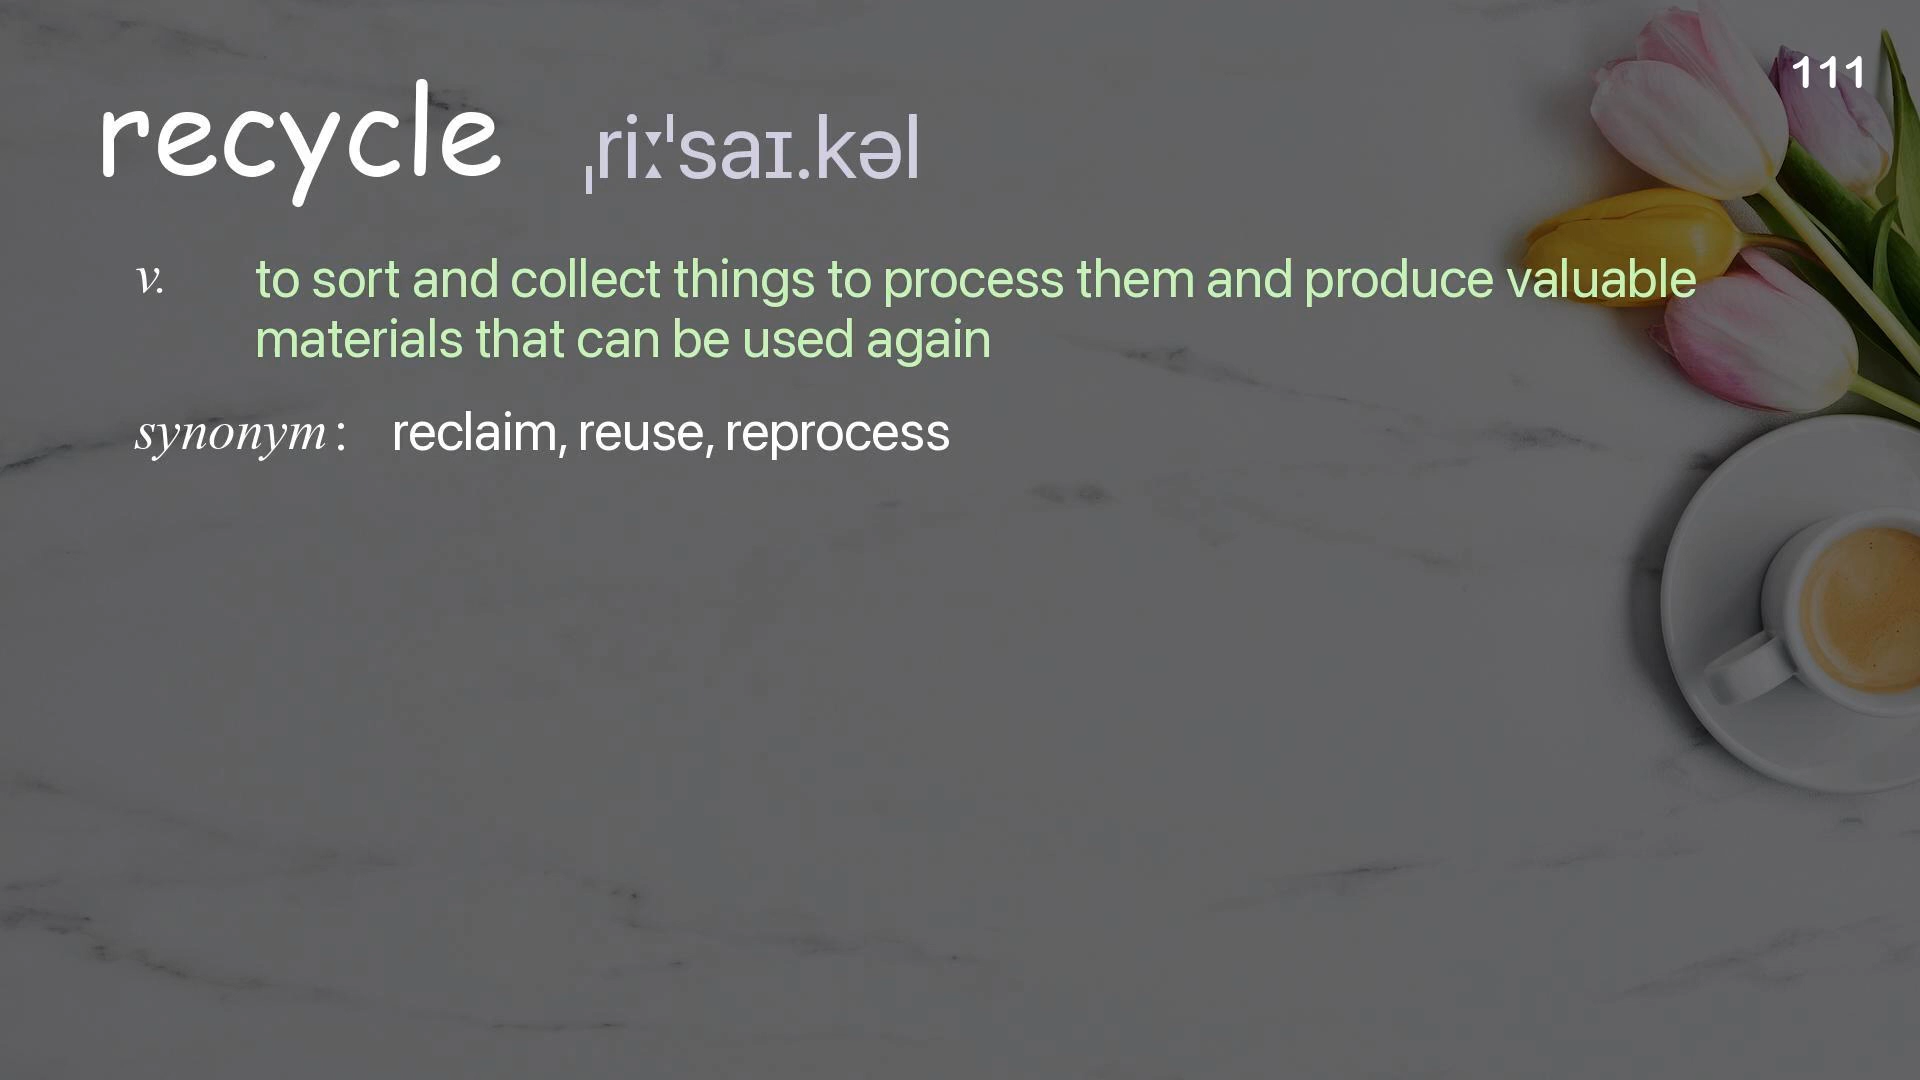 111
recycle ˌriːˈsaɪ.kəl
v. to sort and collect things to process them and produce valuable
materials that can be used again
synonym : reclaim, reuse, reprocess